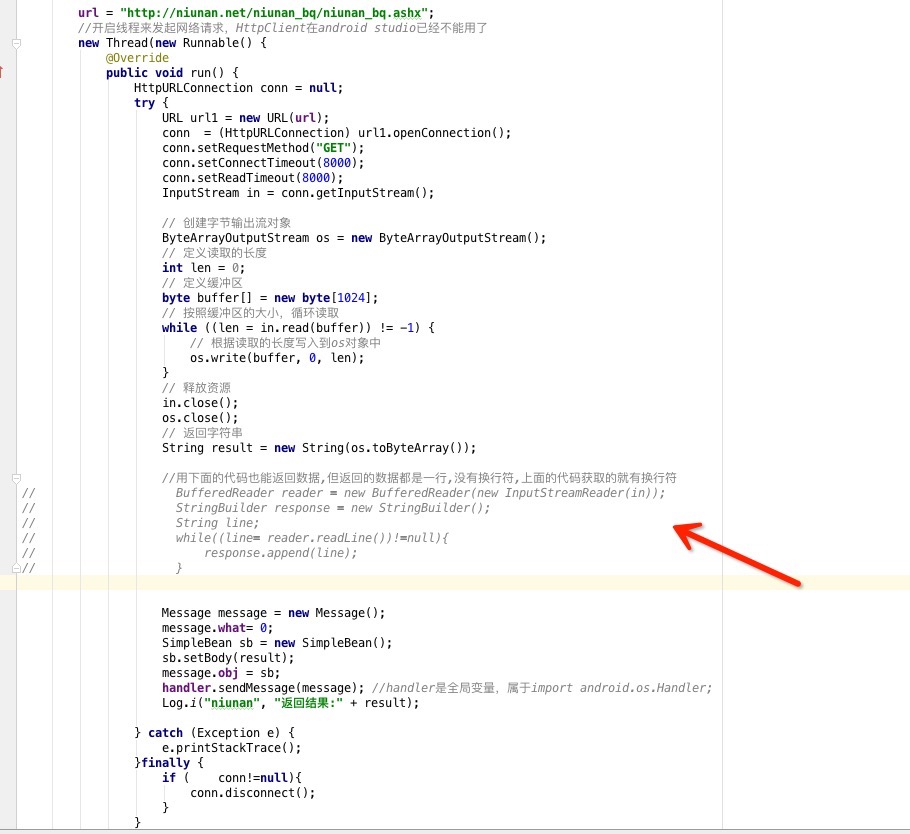 url = "http://niunan.net/niunan_bq/niunan_bq.ashx";
//开启线程来发起网络请求，HttpClient在android studio已经不能用了
new Thread(new Runnable() {
@Override
public void run() {
HttpURLConnection conn = null;
try {
URL url1 = new URL(url);
conn  = (HttpURLConnection) url1.openConnection();
conn.setRequestMethod("GET");
conn.setConnectTimeout(8000);
conn.setReadTimeout(8000);
InputStream in = conn.getInputStream();
// 创建字节输出流对象
ByteArrayOutputStream os = new ByteArrayOutputStream();
// 定义读取的长度
int len = 0;
// 定义缓冲区
byte buffer[] = new byte[1024];
// 按照缓冲区的大小，循环读取
while ((len = in.read(buffer)) != -1) {
// 根据读取的长度写入到os对象中
os.write(buffer, 0, len);
}
// 释放资源
in.close();
os.close();
// 返回字符串
String result = new String(os.toByteArray());
//用下面的代码也能返回数据,但返回的数据都是一行,没有换行符,上面的代码获取的就有换行符
// BufferedReader reader = new BufferedReader(new InputStreamReader(in));
// StringBuilder response = new StringBuilder();
// String line;
// while((line= reader.readLine())!=null){
// response.append(line);
// }
Message message = new Message();
message.what= 0;
SimpleBean sb = new SimpleBean();
sb.setBody(result);
message.obj = sb;
handler.sendMessage(message); //handler是全局变量，属于import android.os.Handler;
Log.i("niunan", "返回结果:" + result);
} catch (Exception e) {
e.printStackTrace();
}finally {
if (    conn!=null){
conn.disconnect();
}
}